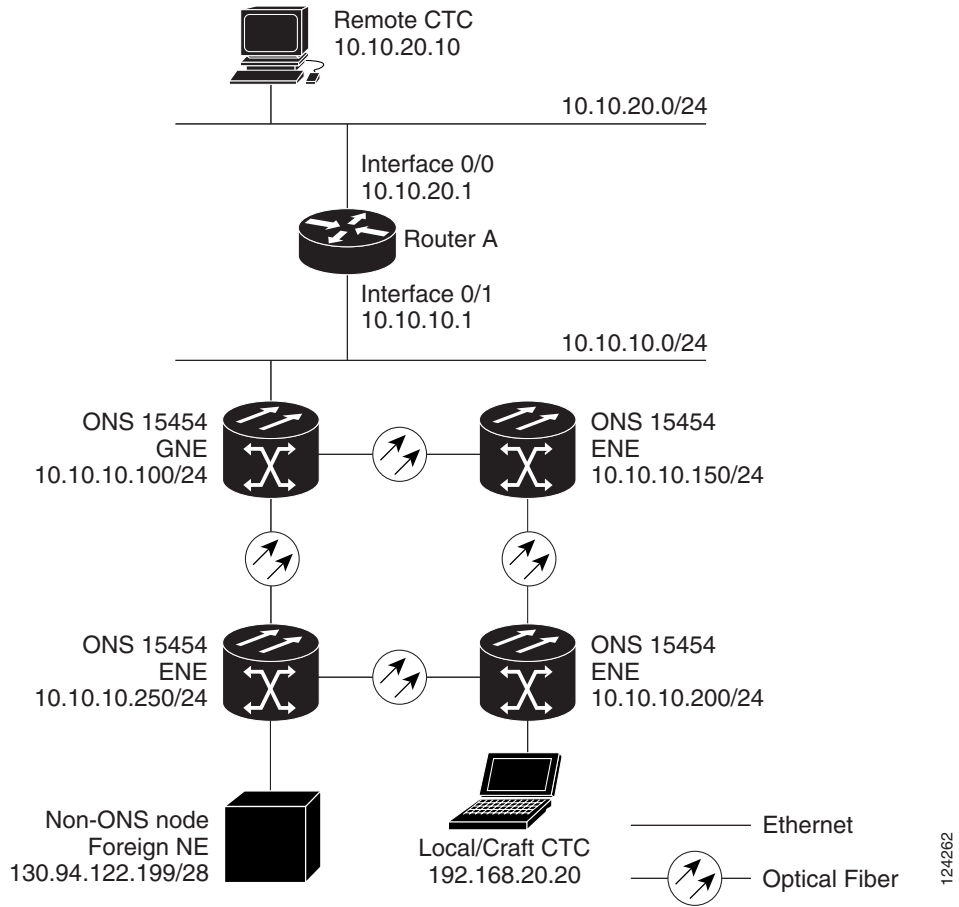 Remote CTC
10.10.20.10
10.10.20.0/24
Interface 0/0
10.10.20.1
Router A
Interface 0/1
10.10.10.1
10.10.10.0/24
ONS 15454
GNE
10.10.10.100/24
ONS 15454
ENE
10.10.10.150/24
ONS 15454
ENE
10.10.10.250/24
ONS 15454
ENE
10.10.10.200/24
Non-ONS node
Foreign NE
130.94.122.199/28
Local/Craft CTC
192.168.20.20
Ethernet
Optical Fiber
124262